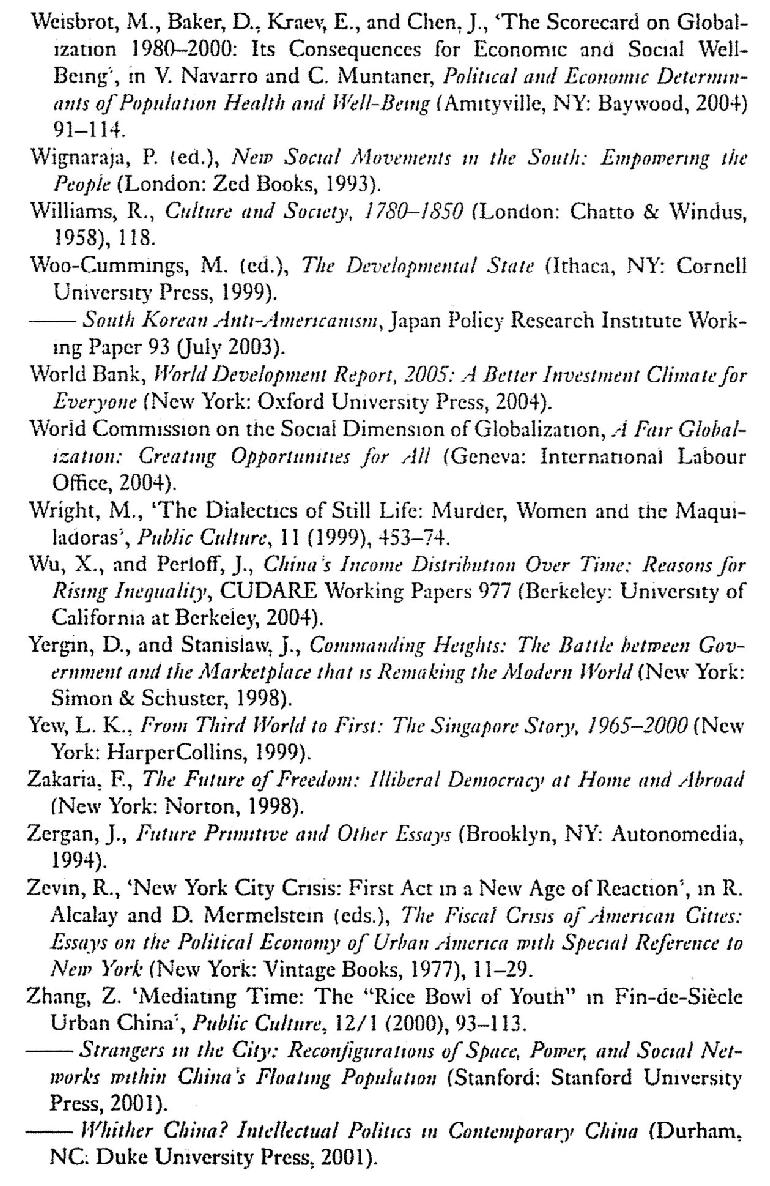 Weisbrot, M., Baker, D., Kraev, E., and Chen, J., ‘The Scorecard on Global-
ization 1980–2000: Its Consequences for Economic and Social Well-
Being’, in V. Navarro and C. Muntaner, Political and Economic Determin-
ants of Population Health and Well-Being (Amityville, NY: Baywood, 2004)
91–114.
Wignaraja, P. (ed.), New Social Movements in the South: Empowering the
People (London: Zed Books, 1993).
Williams, R., Culture and Society, 1780–1850 (London: Chatto & Windus,
1958), 118.
Woo-Cummings, M. (ed.), The Developmental State (Ithaca, NY: Cornell
University Press, 1999).
—— South Korean Anti-Americanism, Japan Policy Research Institute Work-
ing Paper 93 (July 2003).
World Bank, World Development Report, 2005: A Better Investment Climate for
Everyone (New York: Oxford University Press, 2004).
World Commission on the Social Dimension of Globalization, A Fair Global-
ization: Creating Opportunities for All (Geneva: International Labour
Office, 2004).
Wright, M., ‘The Dialectics of Still Life: Murder, Women and the Maqui-
ladoras’, Public Culture, 11 (1999), 453–74.
Wu, X., and Perloff, J., China’s Income Distribution Over Time: Reasons for
Rising Inequality, CUDARE Working Papers 977 (Berkeley: University of
California at Berkeley, 2004).
Yergin, D., and Stanislaw, J., Commanding Heights: The Battle between Gov-
ernment and the Marketplace that is Remaking the Modern World (New York:
Simon & Schuster, 1998).
Yew, L. K., From Third World to First: The Singapore Story, 1965–2000 (New
York: HarperCollins, 1999).
Zakaria, F., The Future of Freedom: Illiberal Democracy at Home and Abroad
(New York: Norton, 1998).
Zergan, J., Future Primitive and Other Essays (Brooklyn, NY: Autonomedia,
1994).
Zevin, R., ‘New York City Crisis: First Act in a New Age of Reaction’, in R.
Alcalay and D. Mermelstein (eds.), The Fiscal Crisis of American Cities:
Essays on the Political Economy of Urban America with Special Reference to
New York (New York: Vintage Books, 1977), 11–29.
Zhang, Z. ‘Mediating Time: The “Rice Bowl of Youth” in Fin-de-Siècle
Urban China’, Public Culture, 12/1 (2000), 93–113.
—— Strangers in the City: Reconfigurations of Space, Power, and Social Net-
works within China’s Floating Population (Stanford: Stanford University
Press, 2001).
—— Whither China? Intellectual Politics in Contemporary China (Durham,
NC: Duke University Press, 2001).